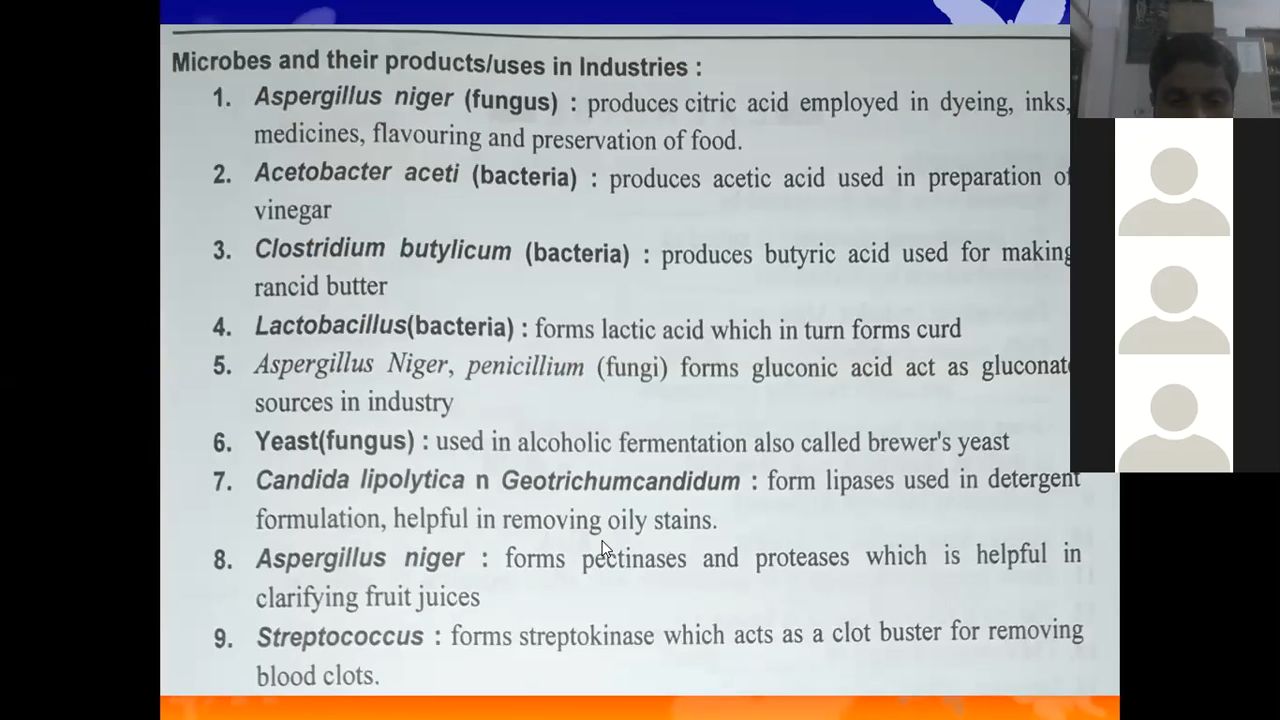 Microbes and their products/uses in Industries :
1. Aspergillus niger (fungus) : produces citric acid employed in dyeing, inks,
medicines, flavouring and preservation of food.
2. Acetobacter aceti (bacteria) : produces acetic acid used in preparation of
vinegar
3. Clostridium butylicum (bacteria) : produces butyric acid used for making
rancid butter
4. Lactobacillus(bacteria) : forms lactic acid which in turn forms curd
5. Aspergillus Niger, penicillium (fungi) forms gluconic acid act as gluconate
sources in industry
6. Yeast(fungus) : used in alcoholic fermentation also called brewer's yeast
7. Candida lipolytica n Geotrichumcandidum : form lipases used in detergent
formulation, helpful in removing oily stains.
8. Aspergillus niger : forms pectinases and proteases which is helpful in
clarifying fruit juices
9. Streptococcus : forms streptokinase which acts as a clot buster for removing
blood clots.